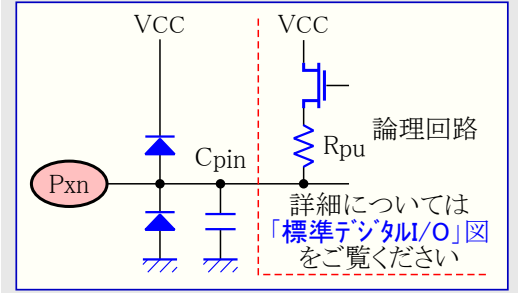 VCC
VCC
論理回路
Rpu
Cpin
Pxn
詳細については
「標準デジタルI/O」図
をご覧ください